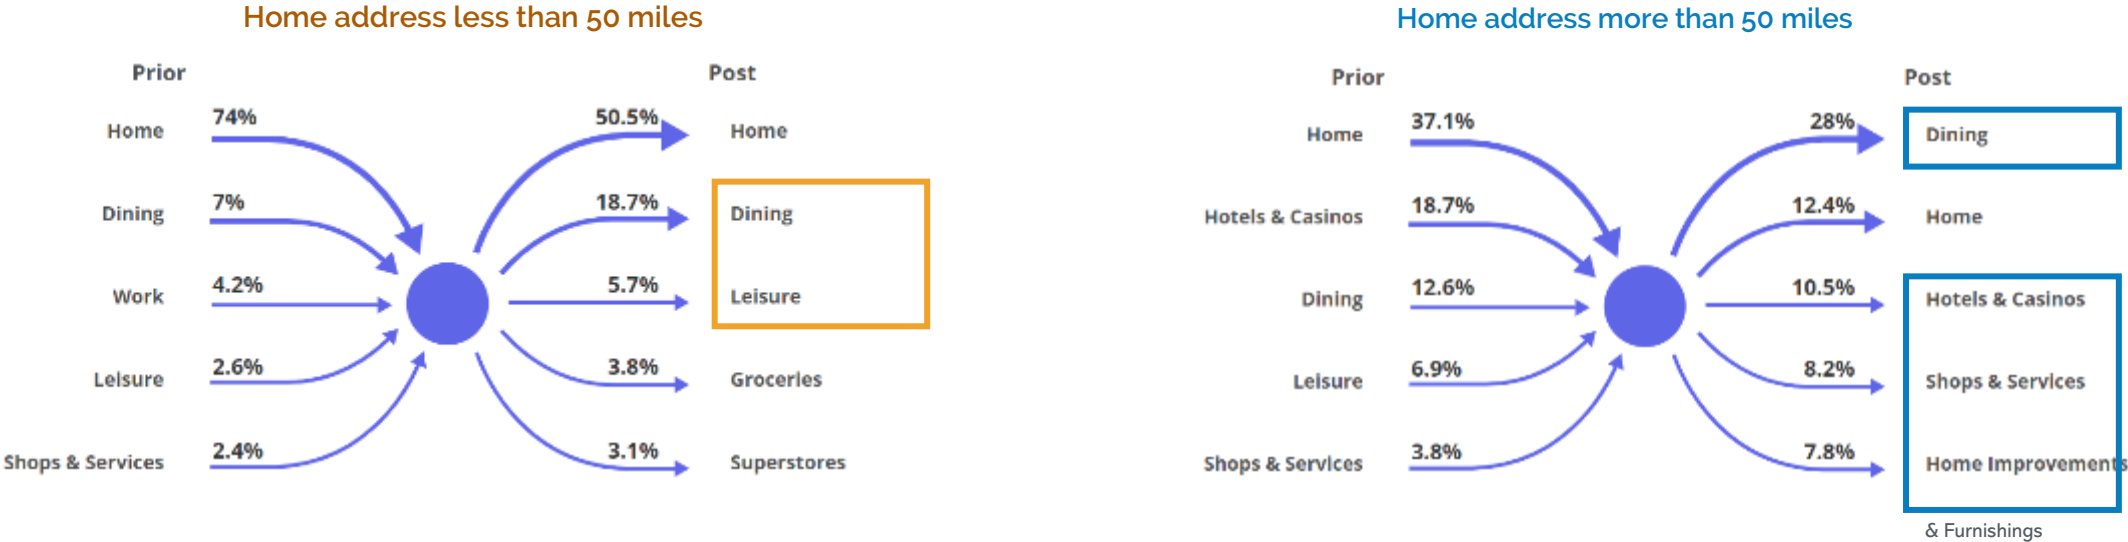 Home address less than 50 miles
Prior
Post
Home
74%
50.5%
Home
Dining
7%
18.7%
Dining
Work
4.2%
5.7%
Leisure
Leisure
2.6%
3.8%
Groceries
Shops & Services
2.4%
3.1%
Superstores
Home address more than 50 miles
Prior
Post
Home
37.1%
28%
Dining
Hotels & Casinos
18.7%
12.4%
Home
Dining
12.6%
10.5%
Hotels & Casinos
Leisure
6.9%
8.2%
Shops & Services
Shops & Services
3.8%
7.8%
Home Improvements
& Furnishings